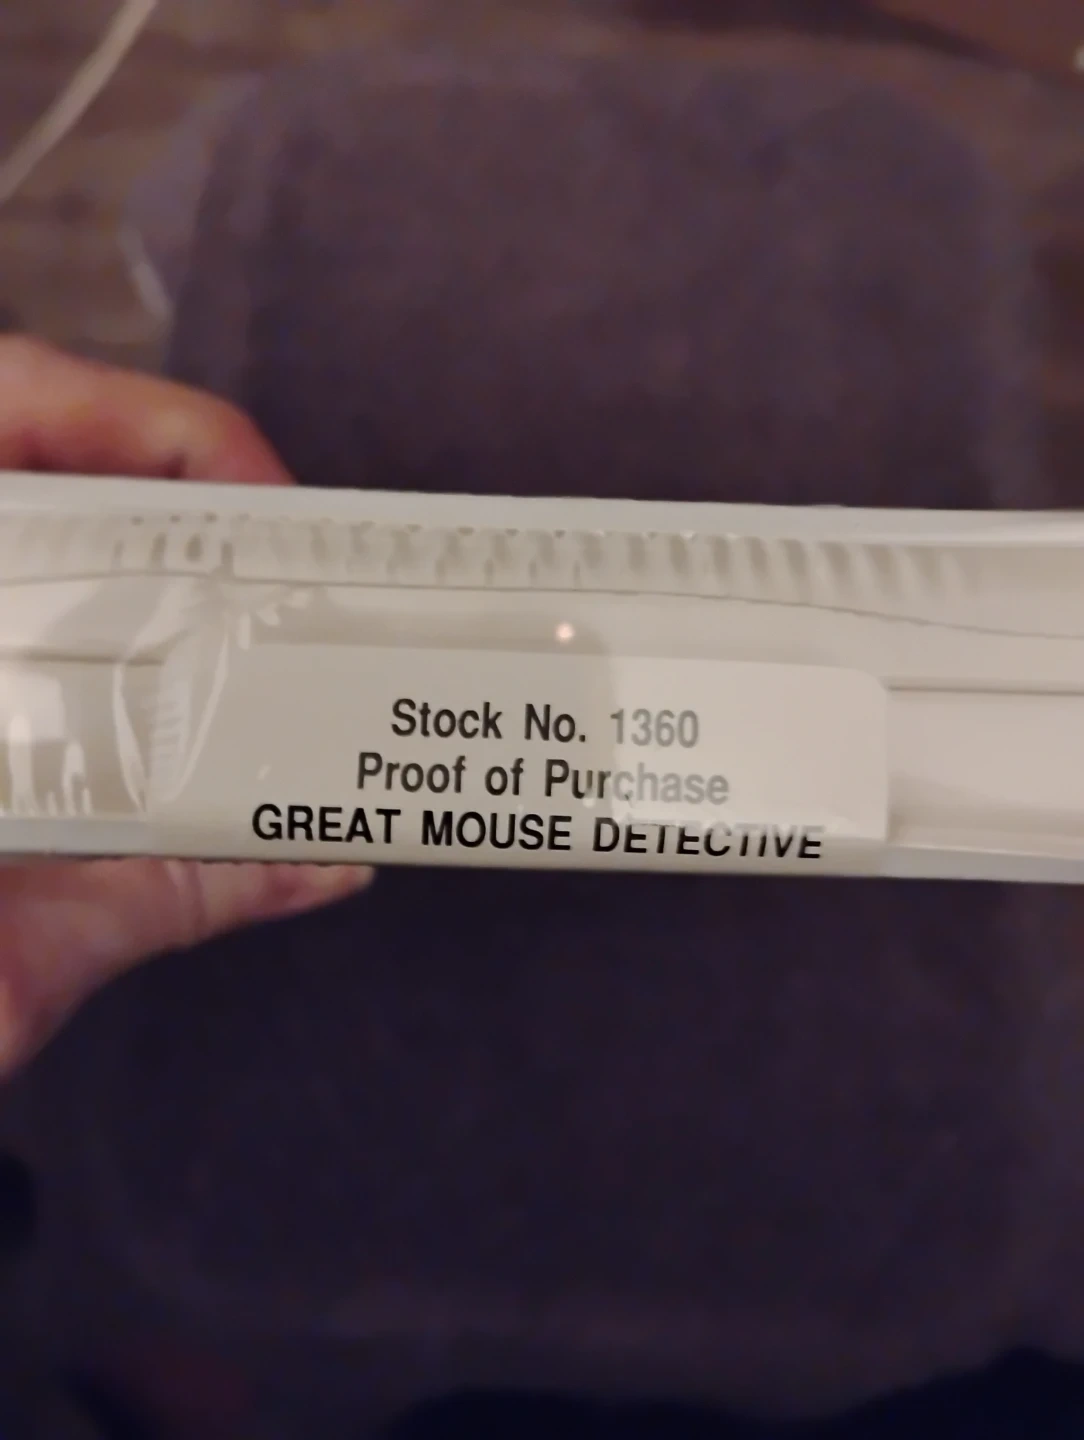 Stock No. 1360
Proof of Purchase
GREAT MOUSE DETECTIVE